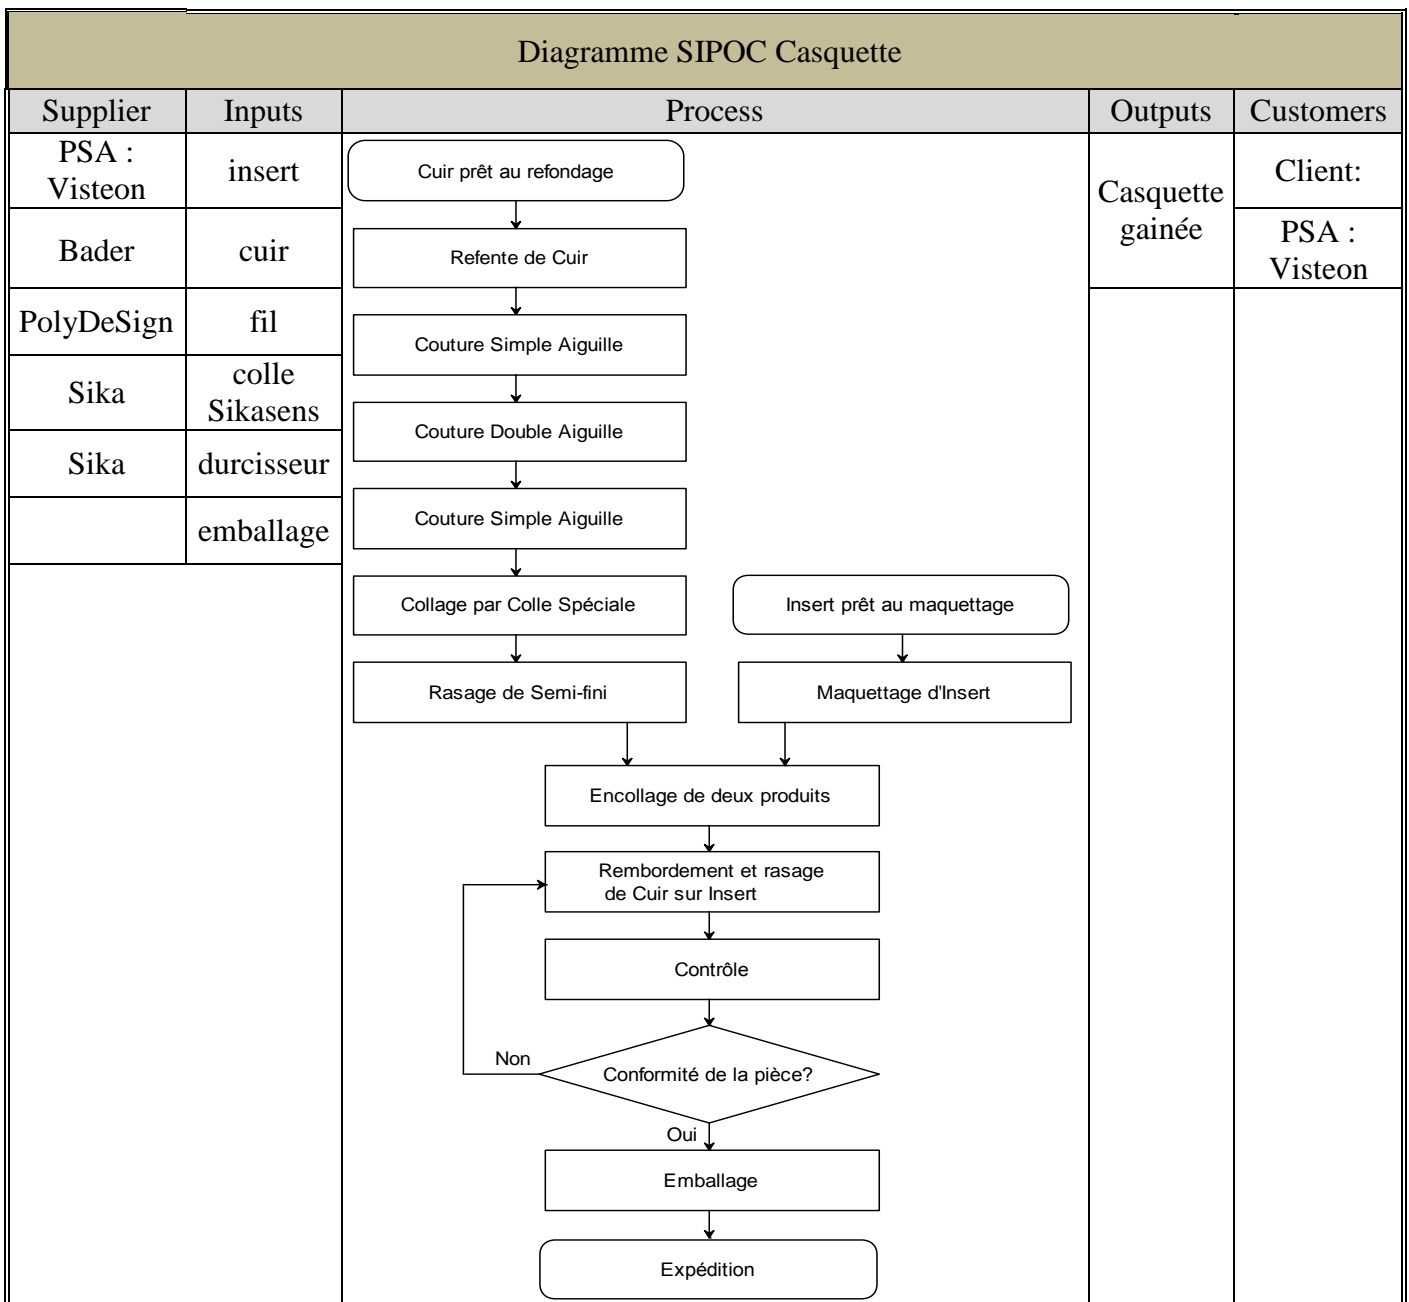 Diagramme SIPOC Casquette
Supplier
Inputs
Process
Outputs
Customers
PSA :
Visteon
insert
Bader
cuir
PolyDeSign
fil
Sika
colle
Sikasens
Sika
durcisseur
emballage
Cuir prêt au refondage
Refente de Cuir
Couture Simple Aiguille
Couture Double Aiguille
Couture Simple Aiguille
Collage par Colle Spéciale
Rasage de Semi-fini
Insert prêt au maquettage
Maquettage d'Insert
Encollage de deux produits
Rembordement et rasage
de Cuir sur Insert
Contrôle
Conformité de la pièce?
Non
Oui
Emballage
Expédition
Casquette
gainée
Client:
PSA :
Visteon